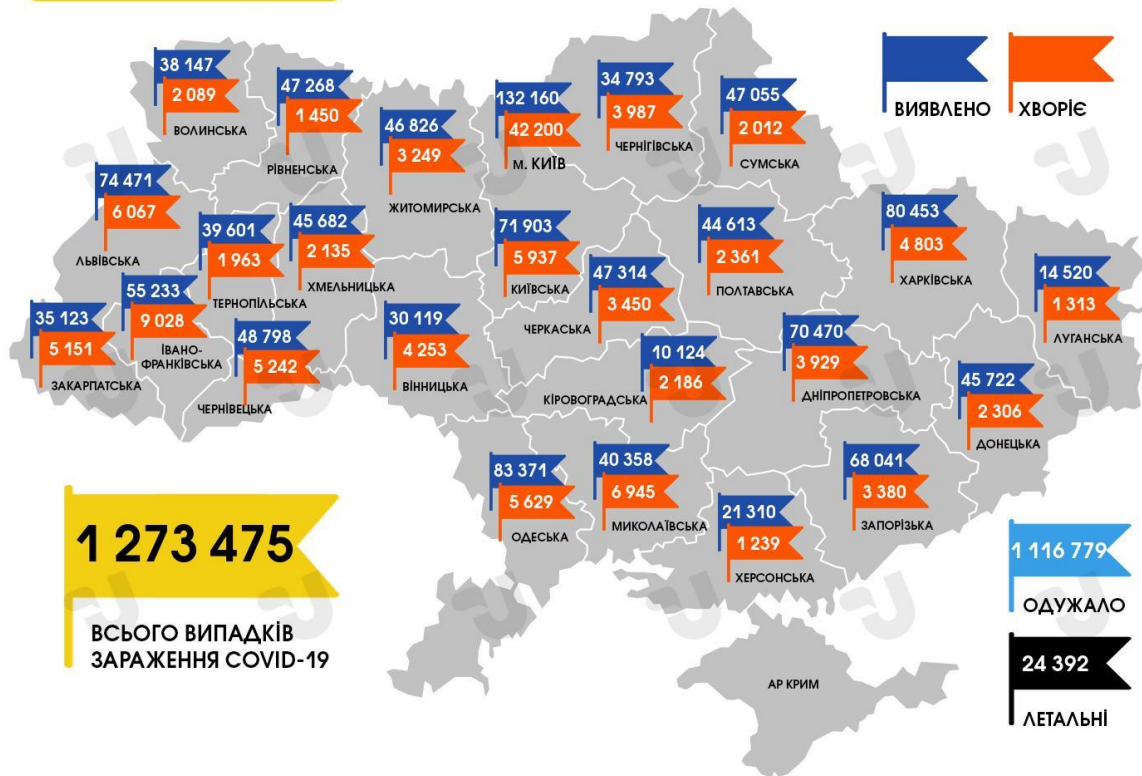 ВИЯВЛЕНО
ХВОРІЄ
38 147
2 089
ВОЛИНСЬКА
47 268
1 450
РІВНЕНСЬКА
46 826
3 249
ЖИТОМИРСЬКА
132 160
42 200
м. КИЇВ
34 793
3 987
ЧЕРНІГІВСЬКА
47 055
2 012
СУМСЬКА
74 471
6 067
ЛЬВІВСЬКА
39 601
1 963
ТЕРНОПІЛЬСЬКА
45 682
2 135
ХМЕЛЬНИЦЬКА
71 903
5 937
КИЇВСЬКА
47 314
3 450
ЧЕРКАСЬКА
44 613
2 361
ПОЛТАВСЬКА
80 453
4 803
ХАРКІВСЬКА
14 520
1 313
ЛУГАНСЬКА
35 123
5 151
ЗАКАРПАТСЬКА
55 233
9 028
ІВАНО-
ФРАНКІВСЬКА
48 798
5 242
ЧЕРНІВЕЦЬКА
30 119
4 253
ВІННИЦЬКА
10 124
2 186
КІРОВОГРАДСЬКА
70 470
3 929
ДНІПРОПЕТРОВСЬКА
45 722
2 306
ДОНЕЦЬКА
83 371
5 629
ОДЕСЬКА
40 358
6 945
МИКОЛАЇВСЬКА
21 310
1 239
ХЕРСОНСЬКА
68 041
3 380
ЗАПОРІЗЬКА
1 273 475
ВСЬОГО ВИПАДКІВ
ЗАРАЖЕННЯ COVID-19
АР КРИМ
1 116 779
ОДУЖАЛО
24 392
ЛЕТАЛЬНІ